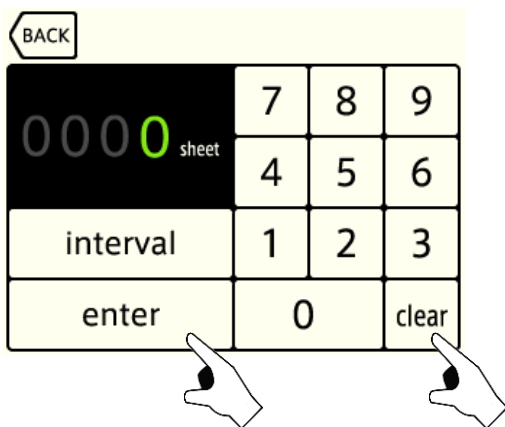 BACK
7 8 9
0000 sheet
4 5 6
interval 1 2 3
enter 0 clear